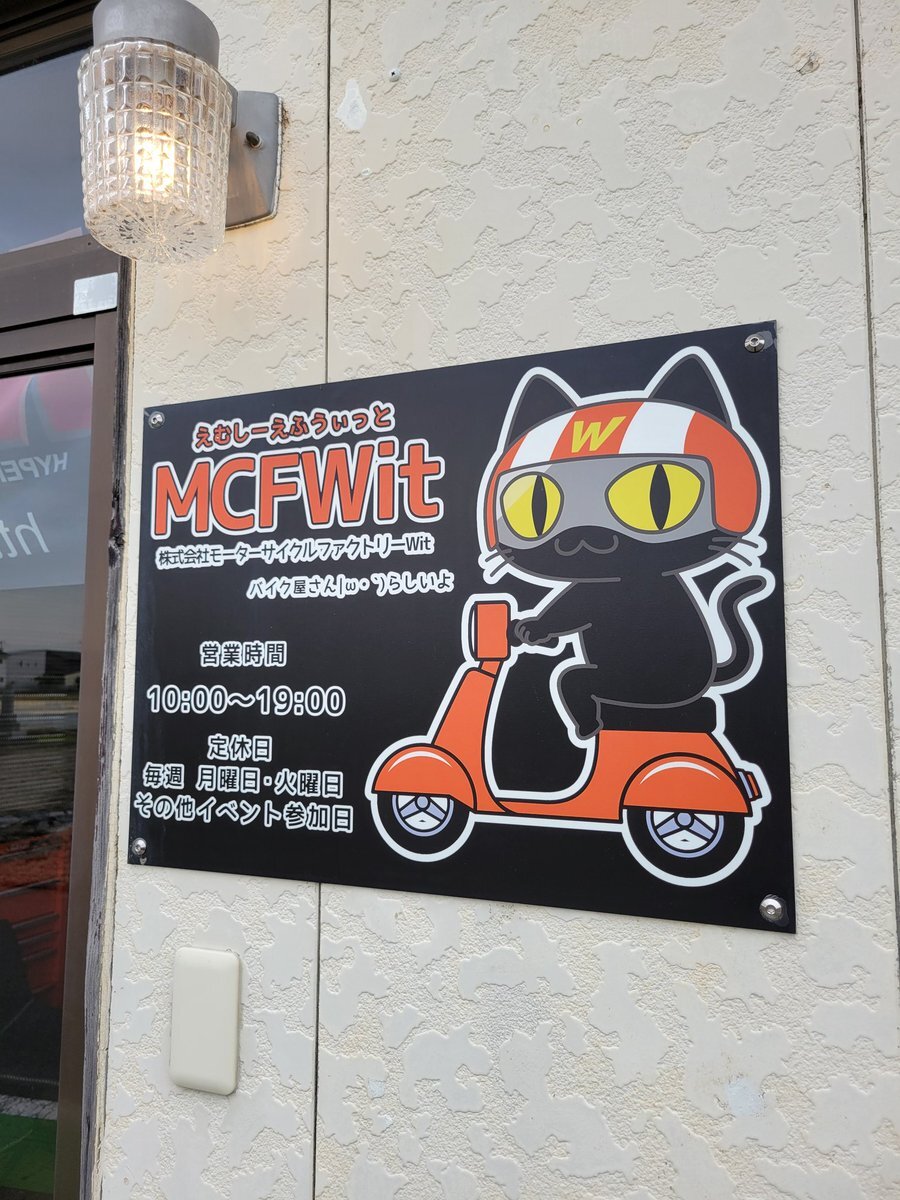 えむしーえふうぃっと
MCFWit
株式会社モーターサイクルファクトリーWit
バイク屋さん|ω・`)らしいよ
営業時間
10:00～19:00
定休日
毎週 月曜日・火曜日
その他イベント参加日
W
HYPER